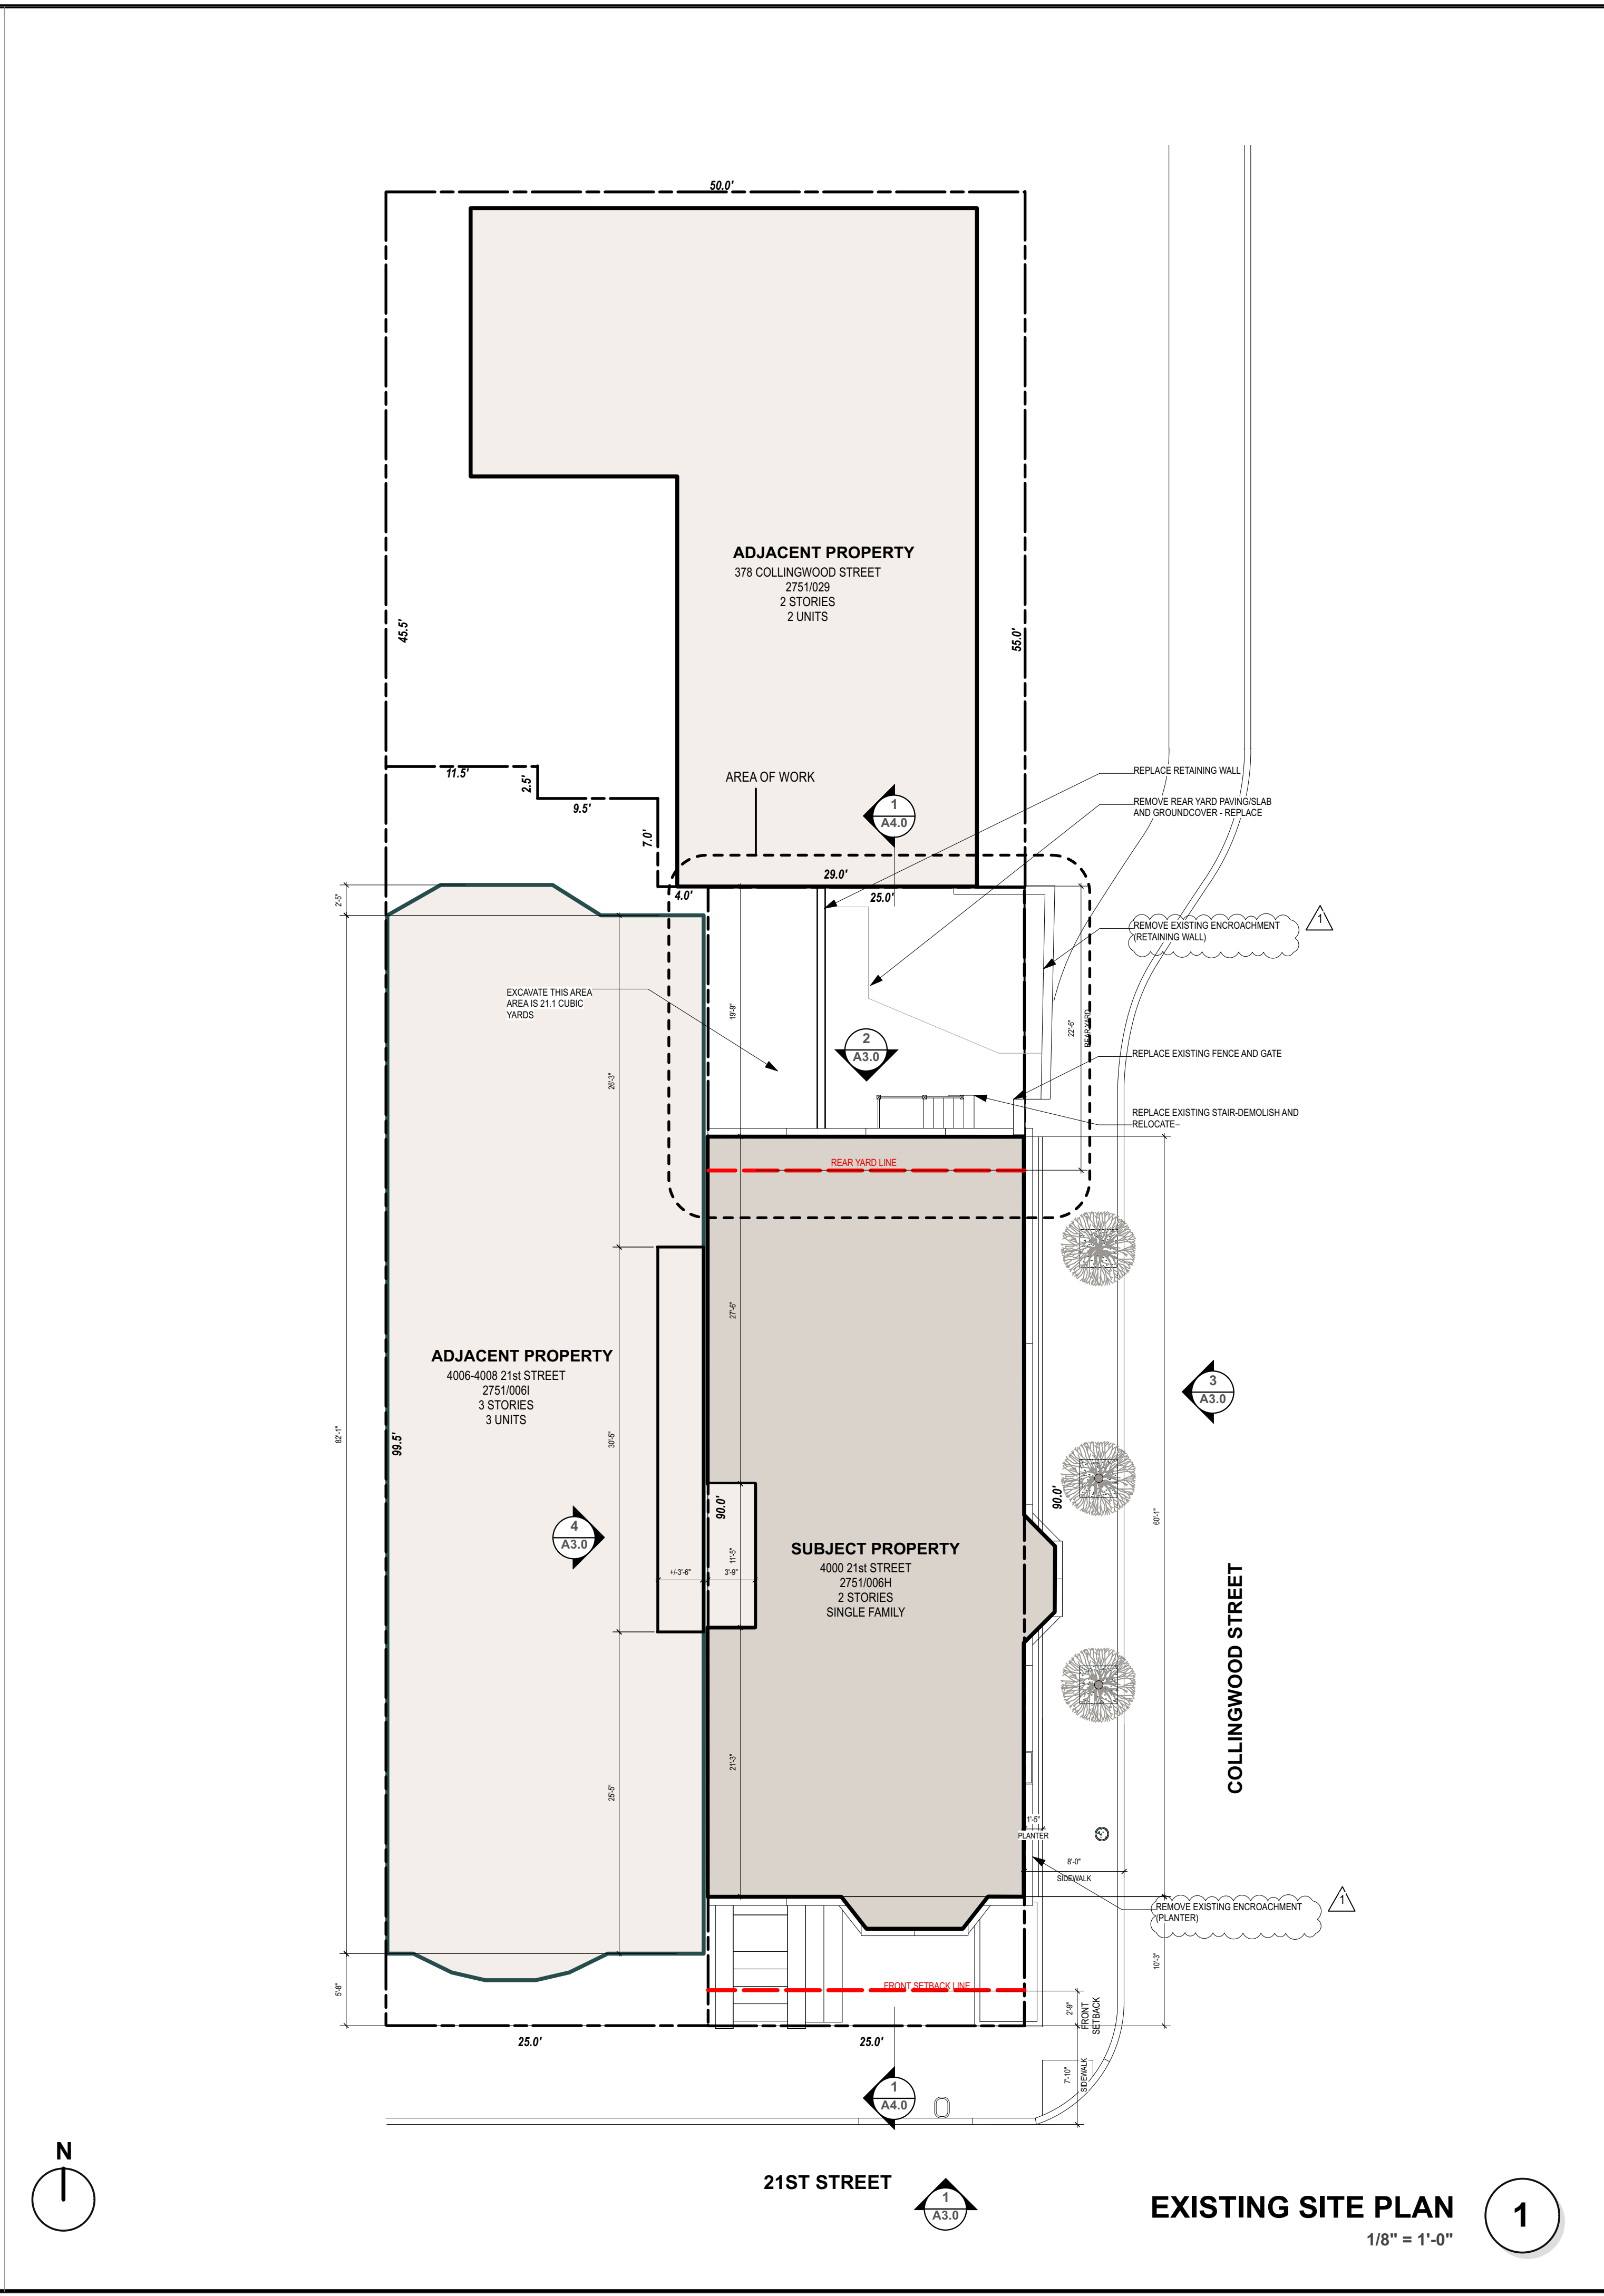 50.0'
ADJACENT PROPERTY
378 COLLINGWOOD STREET
2751/029
2 STORIES
2 UNITS
45.5'
55.0'
11.5'
2.5'
9.5'
7.0'
AREA OF WORK
1
A4.0
REPLACE RETAINING WALL
REMOVE REAR YARD PAVING/SLAB
AND GROUNDCOVER - REPLACE
29.0'
4.0'
25.0'
2'-5"
REMOVE EXISTING ENCROACHMENT
(RETAINING WALL)
1
EXCAVATE THIS AREA
AREA IS 21.1 CUBIC
YARDS
19'-9"
22'-6"
REAR YARD
2
A3.0
26'-3"
REPLACE EXISTING FENCE AND GATE
REPLACE EXISTING STAIR-DEMOLISH AND
RELOCATE
REAR YARD LINE
27'-6"
ADJACENT PROPERTY
4006-4008 21st STREET
2751/006I
3 STORIES
3 UNITS
82'-1"
99.5'
30'-5"
3
A3.0
90.0'
90.0'
60'-1"
4
A3.0
11'-5"
+/-3'-6"
3'-9"
SUBJECT PROPERTY
4000 21st STREET
2751/006H
2 STORIES
SINGLE FAMILY
COLLINGWOOD STREET
21'-3"
25'-5"
1'-5"
PLANTER
8'-0"
SIDEWALK
REMOVE EXISTING ENCROACHMENT
(PLANTER)
1
10'-3"
5'-8"
FRONT SETBACK LINE
2'-9"
FRONT
SETBACK
25.0'
25.0'
7'-10"
SIDEWALK
1
A4.0
N
21ST STREET
1
A3.0
EXISTING SITE PLAN
1
1/8" = 1'-0"